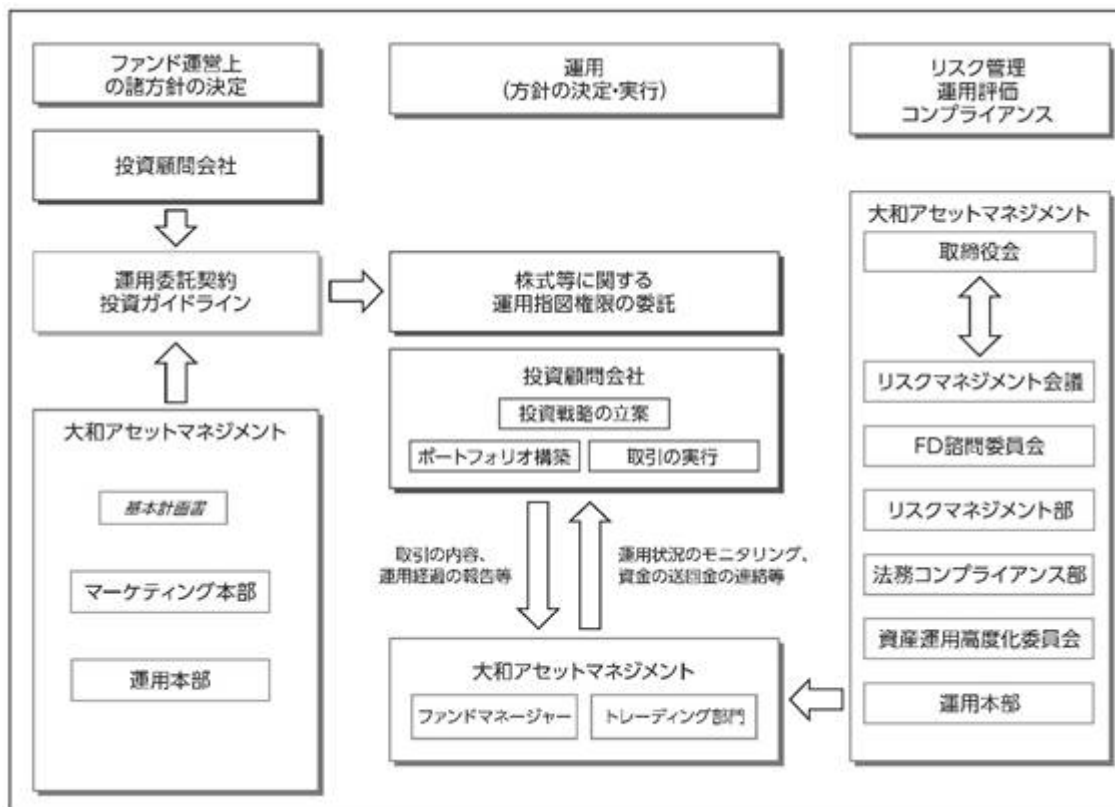 ファンド運営上
の諸方針の決定
投資顧問会社
運用委託契約
投資ガイドライン
大和アセットマネジメント
基本計画書
マーケティング本部
運用本部
運用
(方針の決定・実行)
株式等に関する
運用指図権限の委託
投資顧問会社
投資戦略の立案
ポートフォリオ構築
取引の実行
取引の内容、
運用経過の報告等
運用状況のモニタリング、
資金の送回金の連絡等
大和アセットマネジメント
ファンドマネージャー
トレーディング部門
リスク管理
運用評価
コンプライアンス
大和アセットマネジメント
取締役会
リスクマネジメント会議
FD諮問委員会
リスクマネジメント部
法務コンプライアンス部
資産運用高度化委員会
運用本部